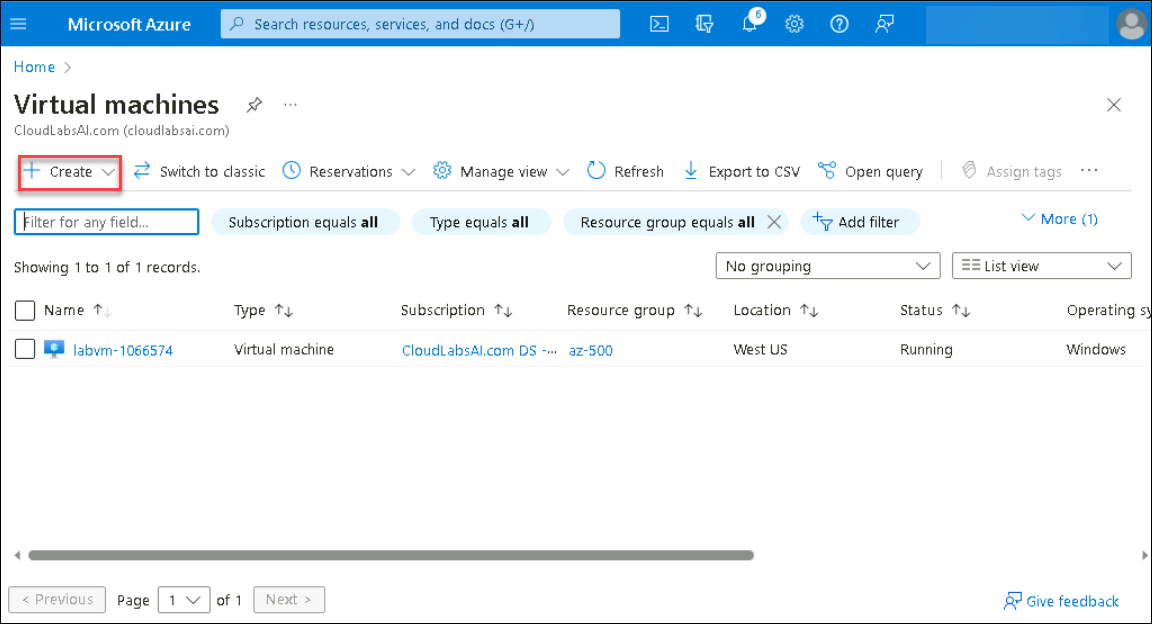 Microsoft Azure Search resources, services, and docs (G+/) 6
Home
Virtual machines ...
CloudLabsAI.com (cloudlabsai.com)
+ Create Switch to classic Reservations Manage view Refresh Export to CSV Open query Assign tags ...
Filter for any field... Subscription equals all Type equals all Resource group equals all Add filter More (1)
Showing 1 to 1 of 1 records. No grouping List view
Name Type Subscription Resource group Location Status Operating sy
labvm-1066574 Virtual machine CloudLabsAI.com DS -... az-500 West US Running Windows
< Previous Page 1 of 1 Next > Give feedback